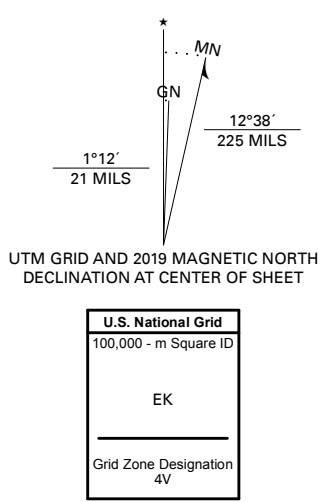 ★
MN
GN
12°38´
225 MILS
1°12´
21 MILS
UTM GRID AND 2019 MAGNETIC NORTH
DECLINATION AT CENTER OF SHEET
U.S. National Grid
100,000 - m Square ID
EK
Grid Zone Designation
4V